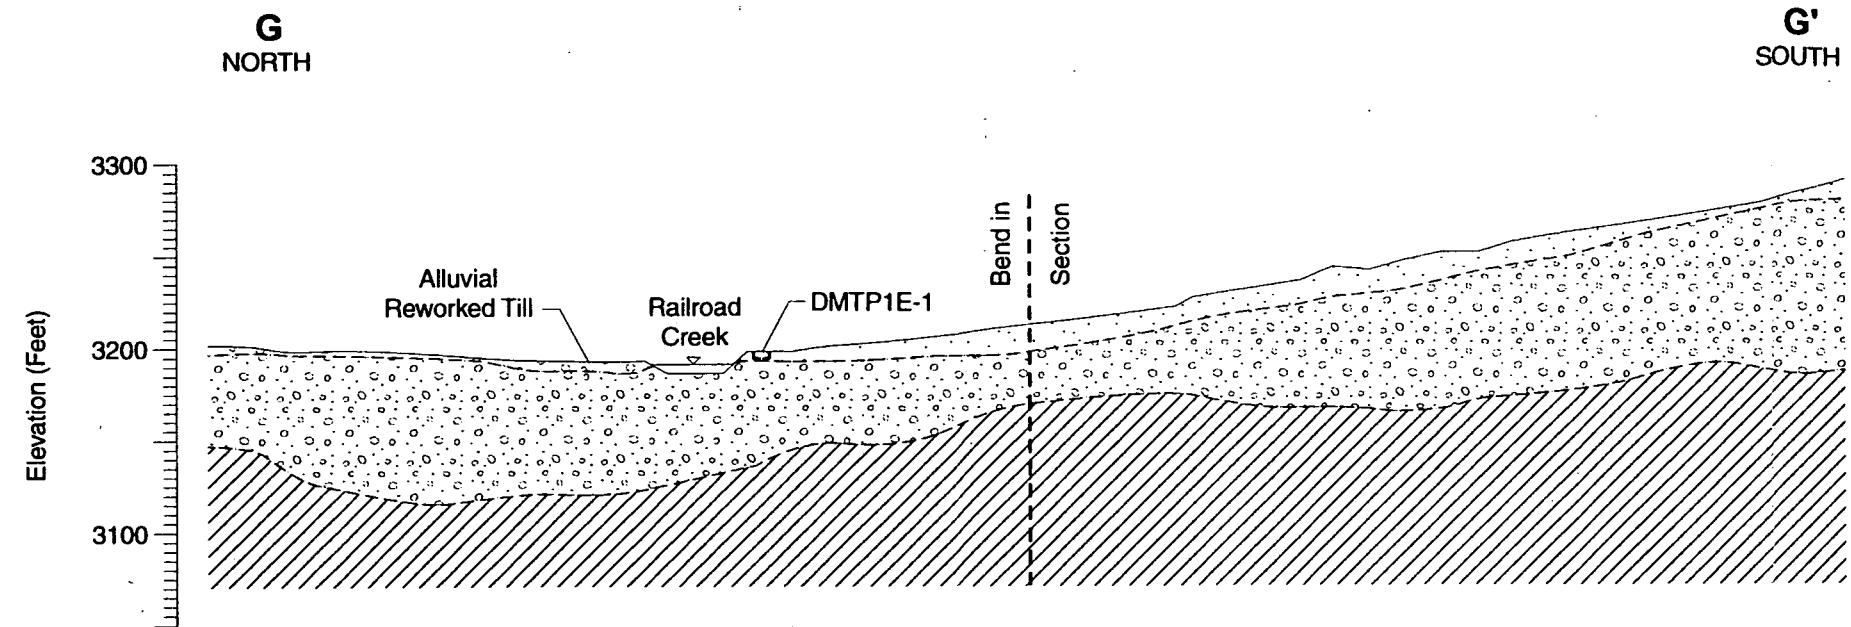 G
NORTH
G'
SOUTH
3300
3200
3100
Elevation (Feet)
Alluvial
Reworked Till
Railroad
Creek
DMTP1E-1
Bend in
Section